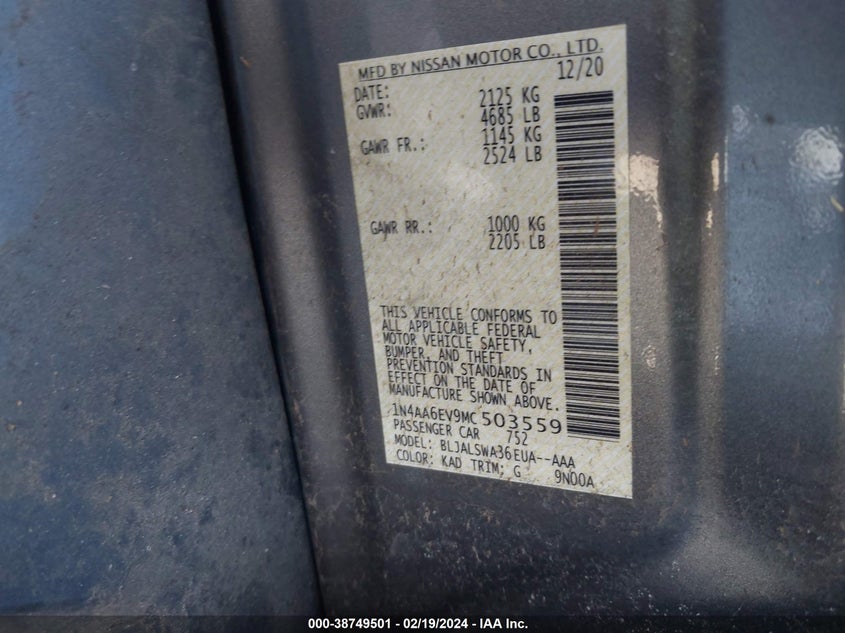 MFD BY NISSAN MOTOR CO., LTD.
DATE: 12/20
GVWR: 2125 KG
4685 LB
GAWR FR.: 1145 KG
2524 LB
GAWR RR.: 1000 KG
2205 LB
THIS VEHICLE CONFORMS TO
ALL APPLICABLE FEDERAL
MOTOR VEHICLE SAFETY,
BUMPER, AND THEFT
PREVENTION STANDARDS IN
EFFECT ON THE DATE OF
MANUFACTURE SHOWN ABOVE.
1N4AA6EV9MC503559
PASSENGER CAR 752
MODEL: BLJALSWA36EUA--AAA
COLOR: KAD TRIM: G 9N00A
000-38749501 - 02/19/2024 - IAA Inc.